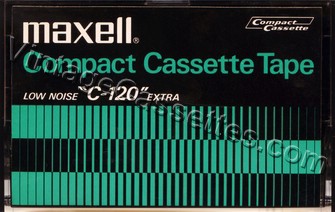 maxell®
Compact
Cassette
Compact Cassette Tape
LOW NOISE "C-120" EXTRA
VintageCassettes.com